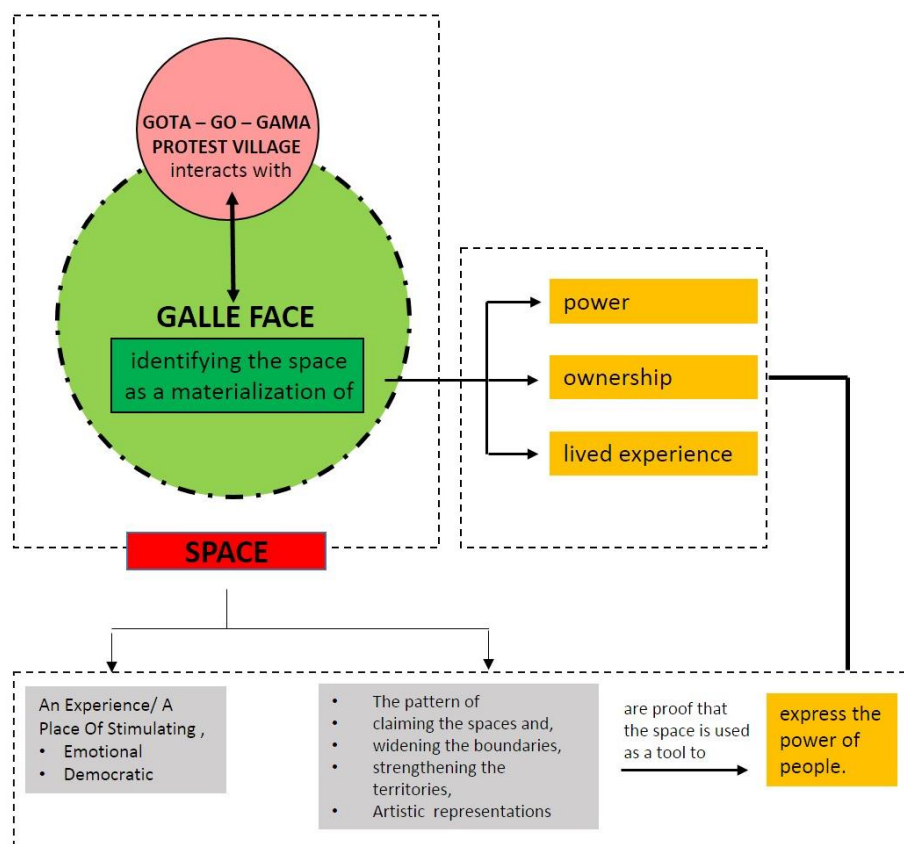 GOTA – GO – GAMA
PROTEST VILLAGE
interacts with
GALLE FACE
identifying the space
as a materialization of
power
ownership
lived experience
SPACE
An Experience/ A
Place Of Stimulating ,
• Emotional
• Democratic
• The pattern of
• claiming the spaces and,
• widening the boundaries,
• strengthening the
territories,
• Artistic representations
are proof that
the space is used
as a tool to
express the
power of
people.